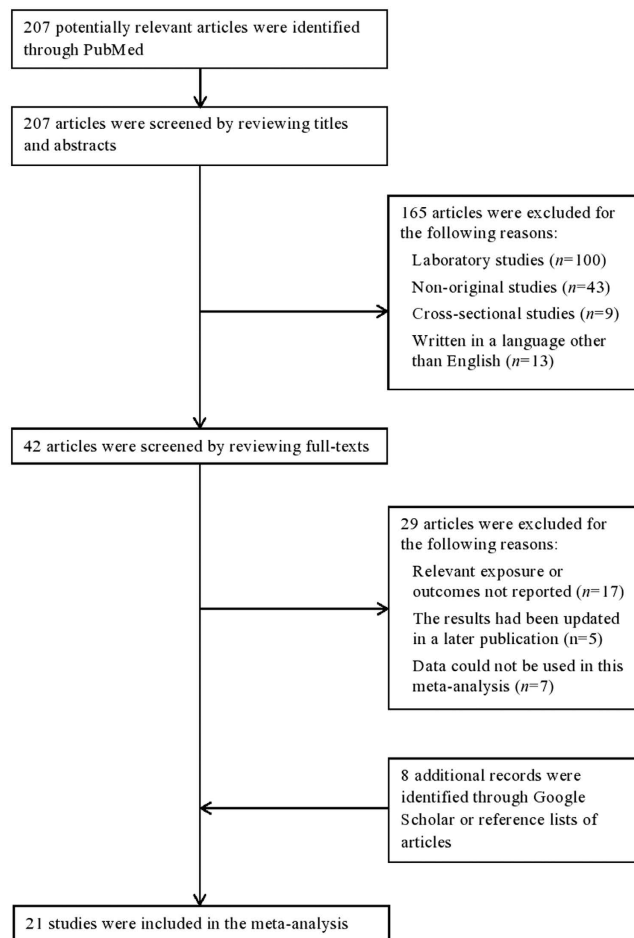 207 potentially relevant articles were identified
through PubMed
207 articles were screened by reviewing titles
and abstracts
165 articles were excluded for
the following reasons:
Laboratory studies (n=100)
Non-original studies (n=43)
Cross-sectional studies (n=9)
Written in a language other
than English (n=13)
42 articles were screened by reviewing full-texts
29 articles were excluded for
the following reasons:
Relevant exposure or
outcomes not reported (n=17)
The results had been updated
in a later publication (n=5)
Data could not be used in this
meta-analysis (n=7)
8 additional records were
identified through Google
Scholar or reference lists of
articles
21 studies were included in the meta-analysis